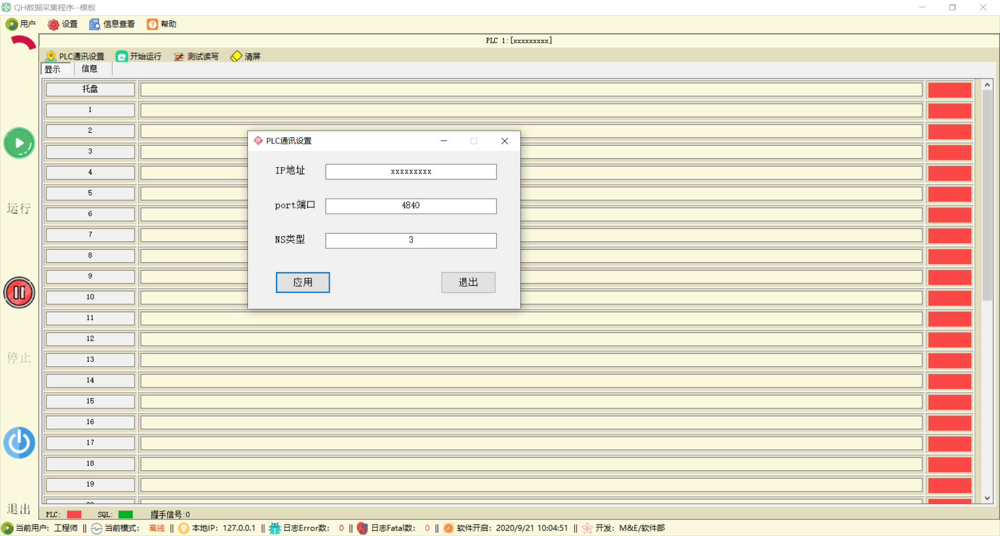 QH数据采集程序--模板
用户 设置 信息查看 帮助
PLC 1:[xxxxxxxxx]
PLC通讯设置 开始运行 测试读写 清屏
显示 信息
托盘
1
2
3
4
5
6
7
8
9
10
11
12
13
14
15
16
17
18
19
PLC通讯设置
IP地址 xxxxxxxxx
port端口 4840
NS类型 3
应用 退出
运行
停止
退出
PLC: SQL: 握手信号:0
当前用户: 工程师 || 当前模式: 离线 || 本地IP: 127.0.0.1 || 日志Error数: 0 || 日志Fatal数: 0 || 软件开启: 2020/9/21 10:04:51 || 开发: M&E/软件部